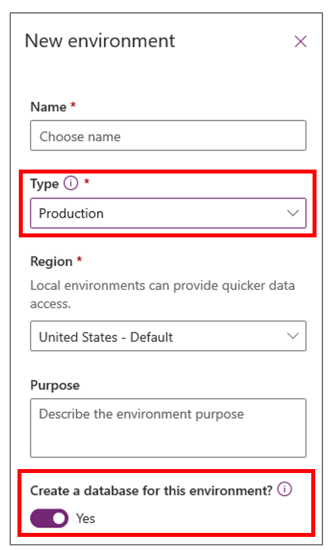 New environment
Name *
Choose name
Type *
Production
Region *
Local environments can provide quicker data
access.
United States - Default
Purpose
Describe the environment purpose
Create a database for this environment?
Yes